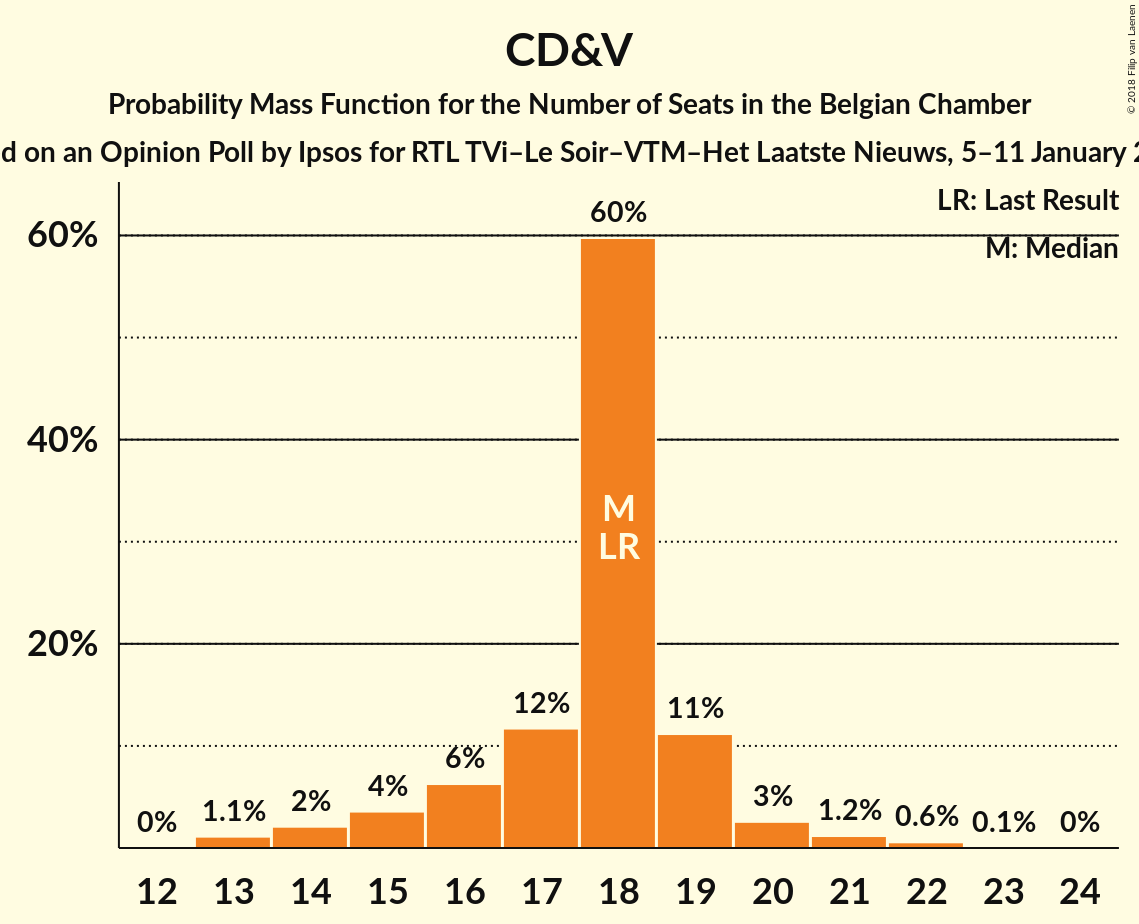 CD&V
Probability Mass Function for the Number of Seats in the Belgian Chamber
on an Opinion Poll by Ipsos for RTL TVi–Le Soir–VTM–Het Laatste Nieuws, 5–11 January
© 2018 Filip van Laenen
LR: Last Result
M: Median
60%
40%
20%
0%
1.1%
2%
4%
6%
12%
60%
11%
3%
1.2%
0.6%
0.1%
0%
M
LR
12 13 14 15 16 17 18 19 20 21 22 23 24